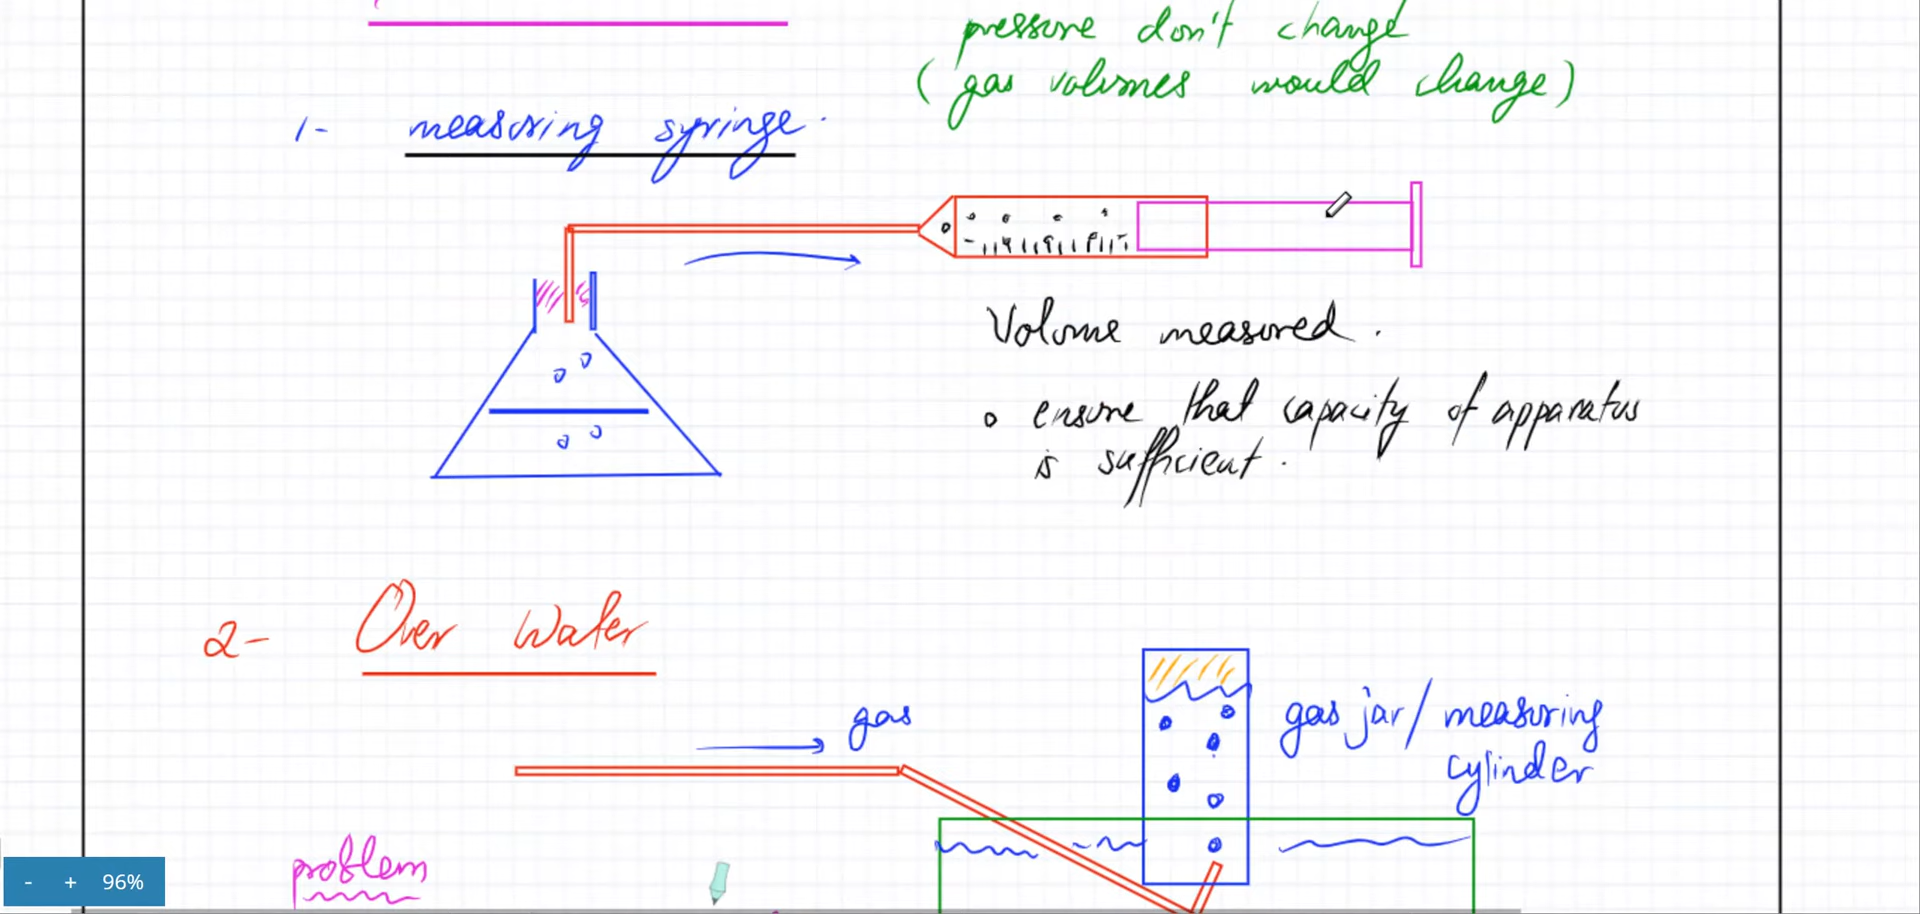 pressure don't change
(gas volumes would change)
1- measuring syringe.
Volume measured.
ensure that capacity of apparatus
is sufficient.
2- Over Water
gas
gas jar/measuring
cylinder
problem
- + 96%